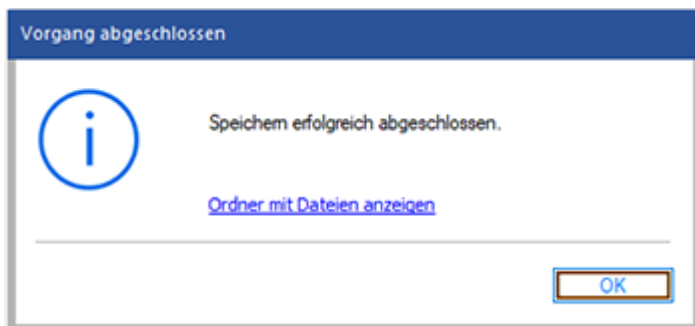 Vorgang abgeschlossen
Speichern erfolgreich abgeschlossen.
Ordner mit Dateien anzeigen
OK